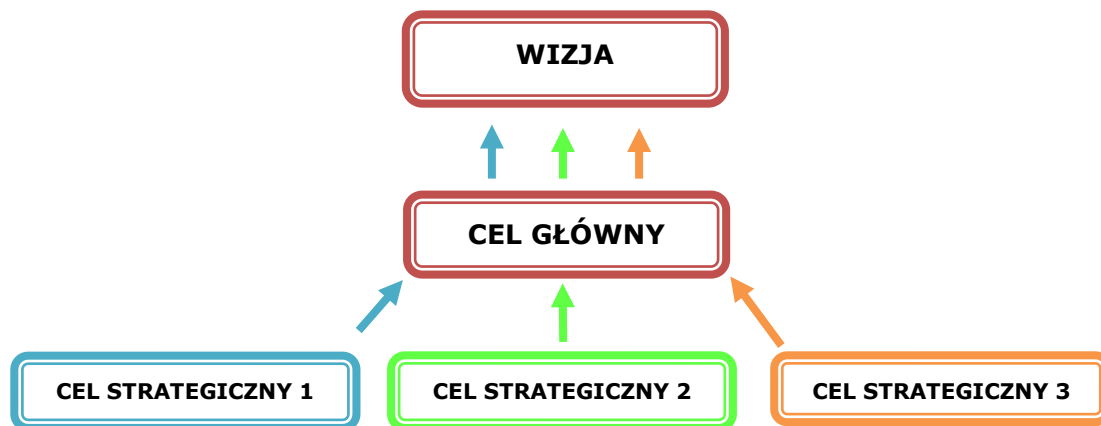 WIZJA
CEL GŁÓWNY
CEL STRATEGICZNY 1
CEL STRATEGICZNY 2
CEL STRATEGICZNY 3